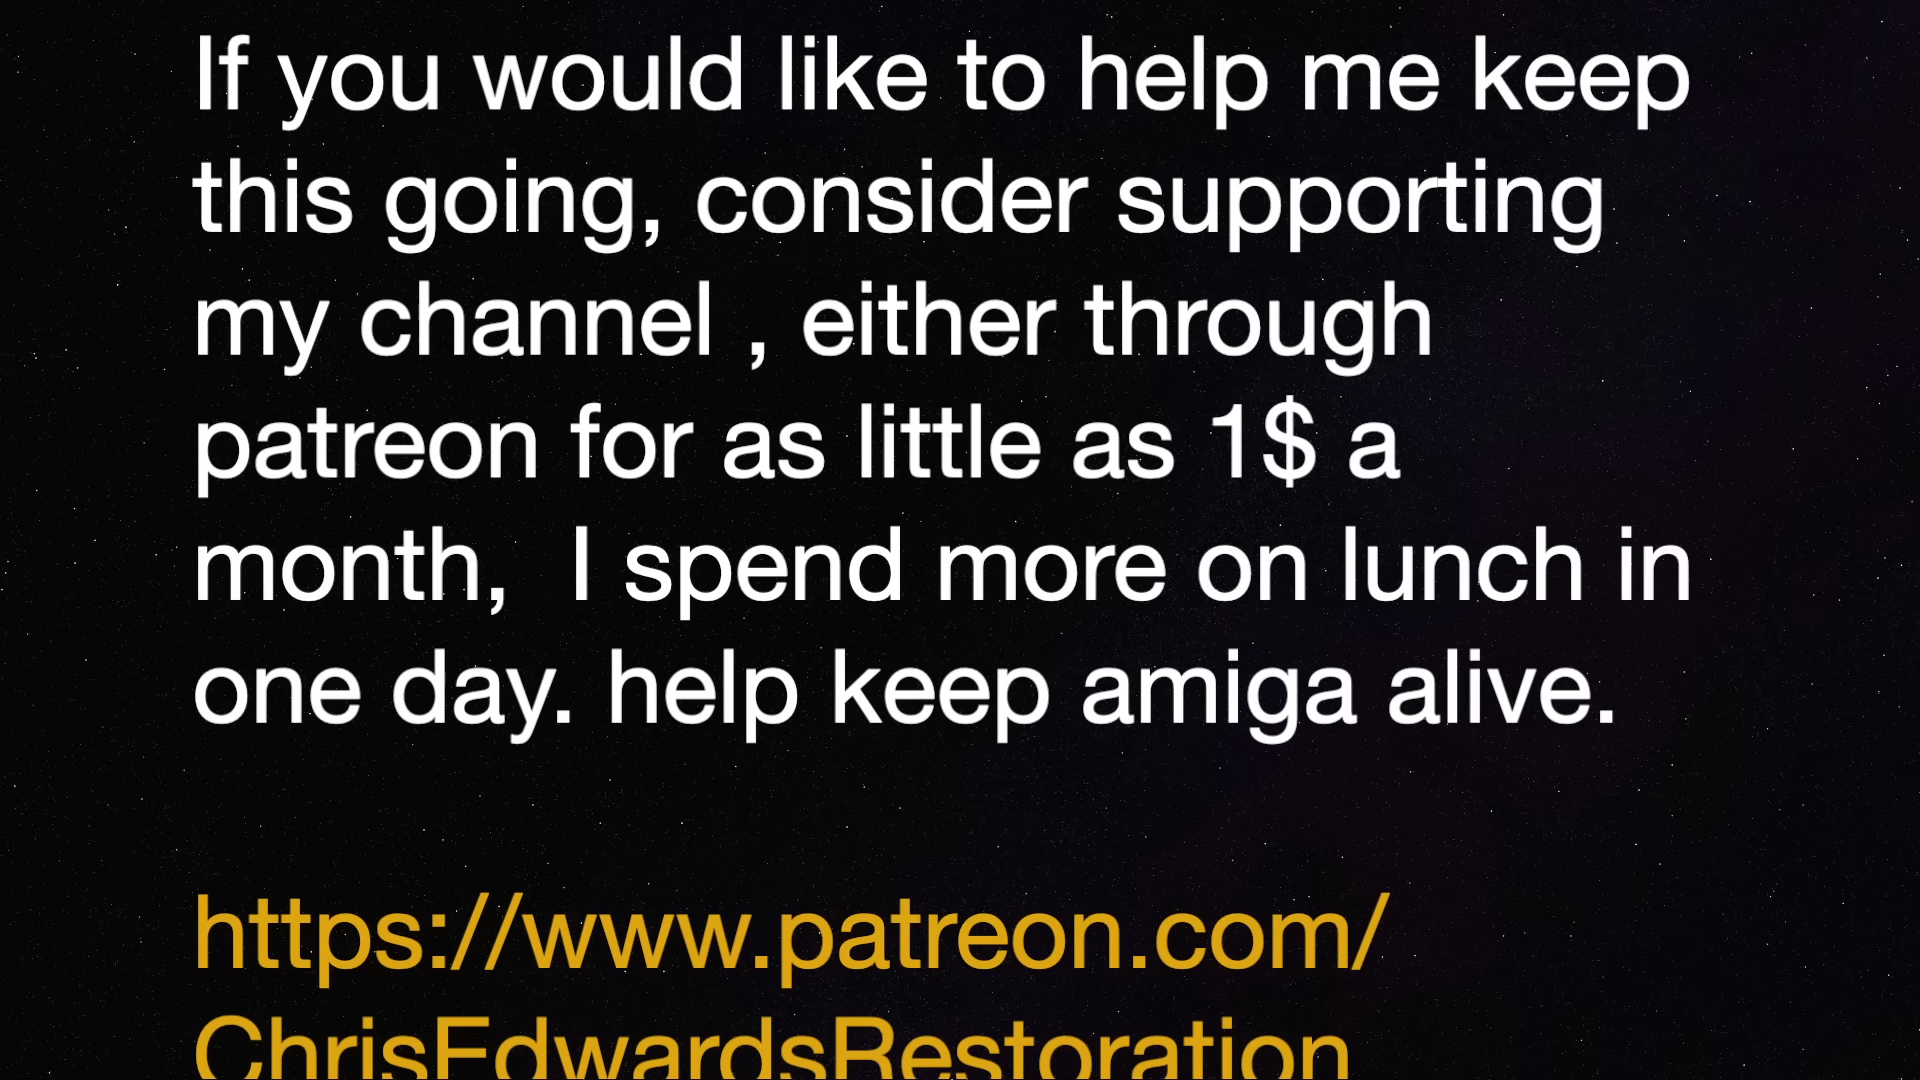 If you would like to help me keep
this going, consider supporting
my channel , either through
patreon for as little as 1$ a
month,  I spend more on lunch in
one day. help keep amiga alive.
https://www.patreon.com/
ChrisEdwardsRestoration